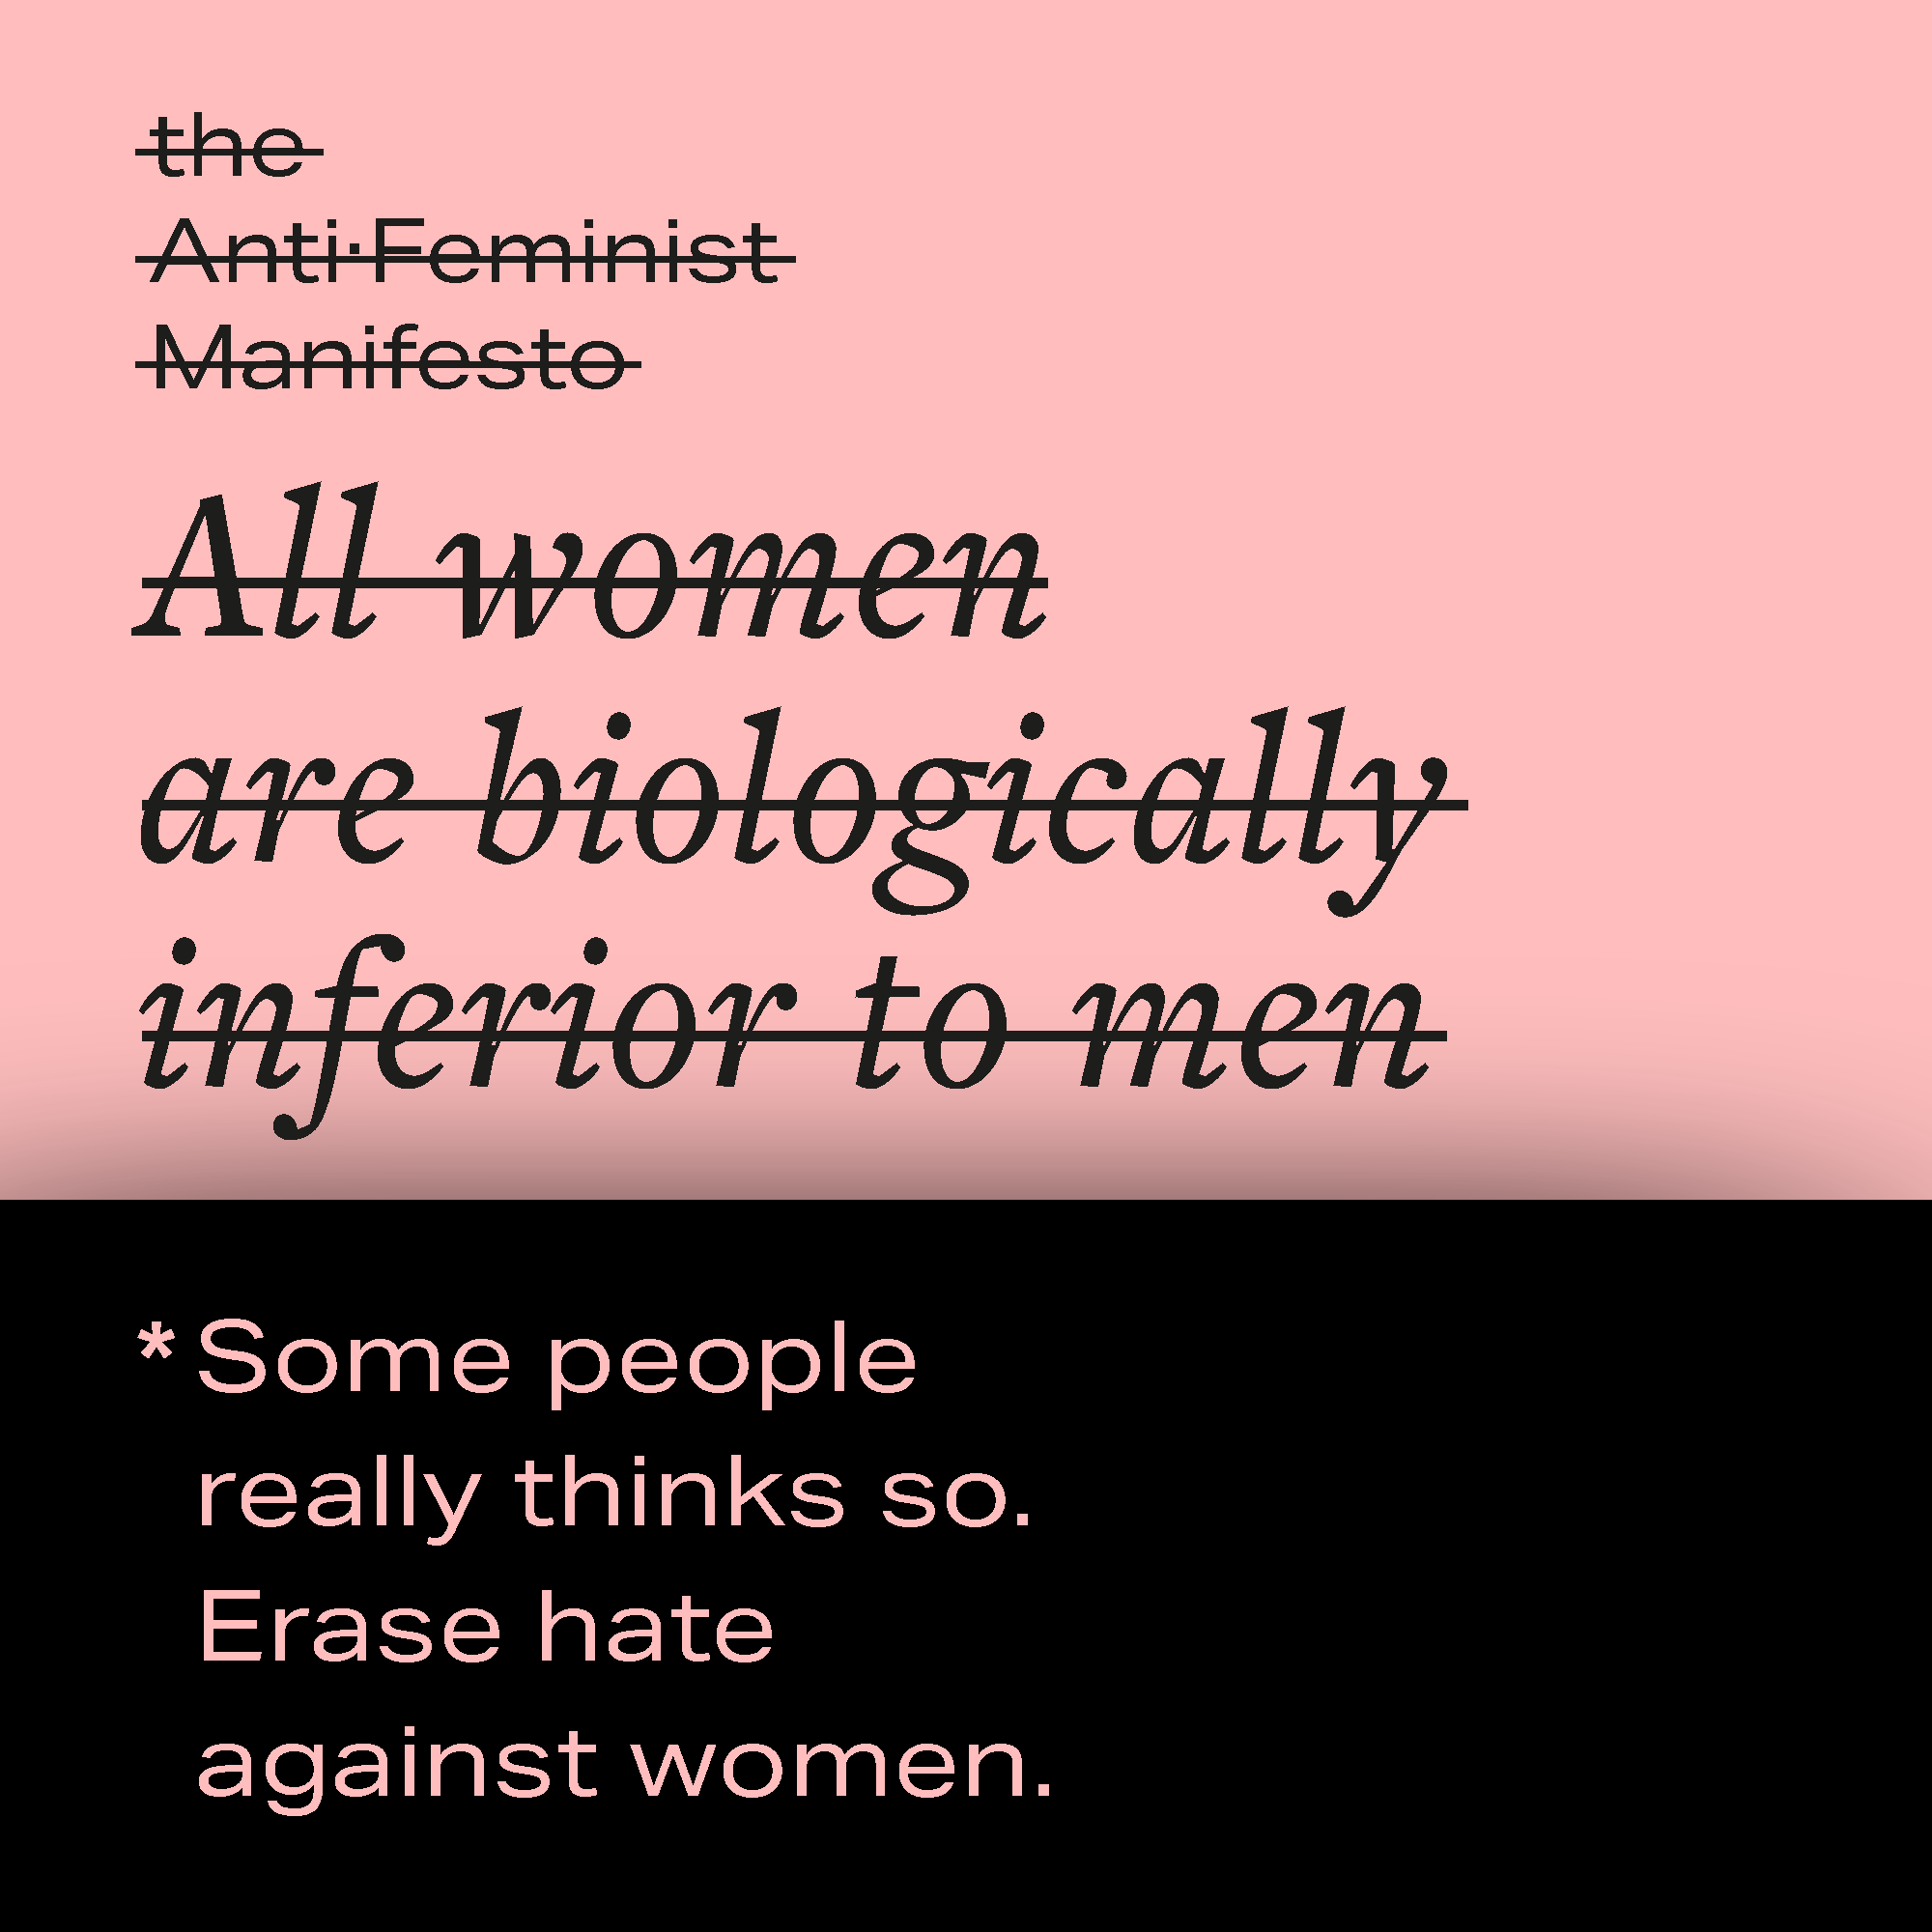 the
Anti·Feminist
Manifesto
All women
are biologically
inferior to men
*Some people
really thinks so.
Erase hate
against women.